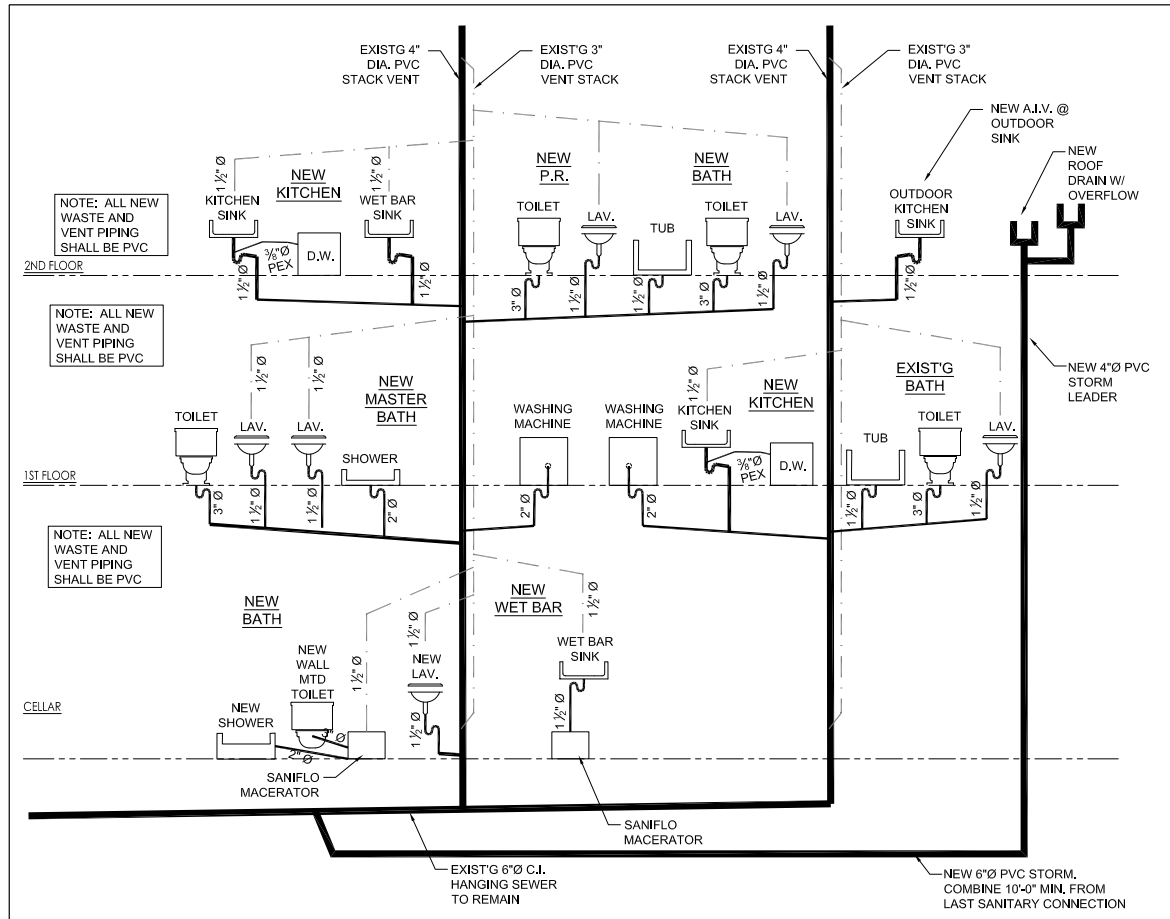 EXISTG 4"
DIA. PVC
STACK VENT
EXIST'G 3"
DIA. PVC
VENT STACK
EXISTG 4"
DIA. PVC
STACK VENT
EXIST'G 3"
DIA. PVC
VENT STACK
NEW A.I.V. @
OUTDOOR
SINK
NEW
ROOF
DRAIN W/
OVERFLOW
NOTE: ALL NEW
WASTE AND
VENT PIPING
SHALL BE PVC
1 ½" Ø
KITCHEN
SINK
NEW
KITCHEN
1 ½" Ø
WET BAR
SINK
D.W.
⅜"Ø
PEX
1 ½" Ø
1 ½" Ø
NEW
P.R.
TOILET
LAV.
NEW
BATH
TUB
TOILET
LAV.
3" Ø
1 ½" Ø
1 ½" Ø
3" Ø
1 ½" Ø
OUTDOOR
KITCHEN
SINK
1 ½" Ø
2ND FLOOR
NOTE: ALL NEW
WASTE AND
VENT PIPING
SHALL BE PVC
1 ½" Ø
1 ½" Ø
NEW
MASTER
BATH
TOILET
LAV.
LAV.
SHOWER
3" Ø
1 ½" Ø
1 ½" Ø
2" Ø
WASHING
MACHINE
2" Ø
WASHING
MACHINE
2" Ø
1 ½" Ø
KITCHEN
SINK
NEW
KITCHEN
⅜"Ø
PEX
D.W.
EXIST'G
BATH
TUB
TOILET
LAV.
1 ½" Ø
3" Ø
1 ½" Ø
NEW 4"Ø PVC
STORM
LEADER
1ST FLOOR
NOTE: ALL NEW
WASTE AND
VENT PIPING
SHALL BE PVC
NEW
BATH
NEW
WALL
MTD
TOILET
NEW
SHOWER
3" Ø
2" Ø
1 ½" Ø
SANIFLO
MACERATOR
1 ½" Ø
NEW
LAV.
1 ½" Ø
NEW
WET BAR
1 ½" Ø
WET BAR
SINK
1 ½" Ø
SANIFLO
MACERATOR
CELLAR
EXIST'G 6"Ø C.I.
HANGING SEWER
TO REMAIN
NEW 6"Ø PVC STORM.
COMBINE 10'-0" MIN. FROM
LAST SANITARY CONNECTION